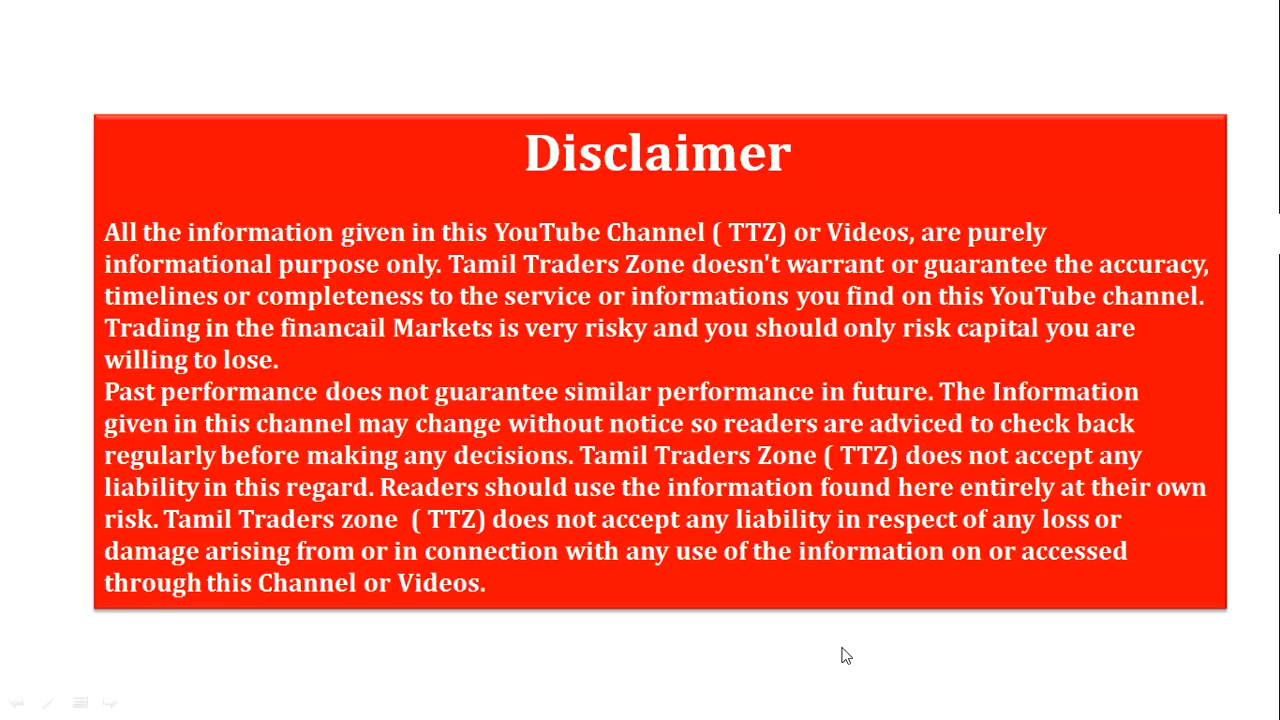 Disclaimer
All the information given in this YouTube Channel ( TTZ) or Videos, are purely
informational purpose only. Tamil Traders Zone doesn't warrant or guarantee the accuracy,
timelines or completeness to the service or informations you find on this YouTube channel.
Trading in the financail Markets is very risky and you should only risk capital you are
willing to lose.
Past performance does not guarantee similar performance in future. The Information
given in this channel may change without notice so readers are adviced to check back
regularly before making any decisions. Tamil Traders Zone ( TTZ) does not accept any
liability in this regard. Readers should use the information found here entirely at their own
risk. Tamil Traders zone  ( TTZ) does not accept any liability in respect of any loss or
damage arising from or in connection with any use of the information on or accessed
through this Channel or Videos.